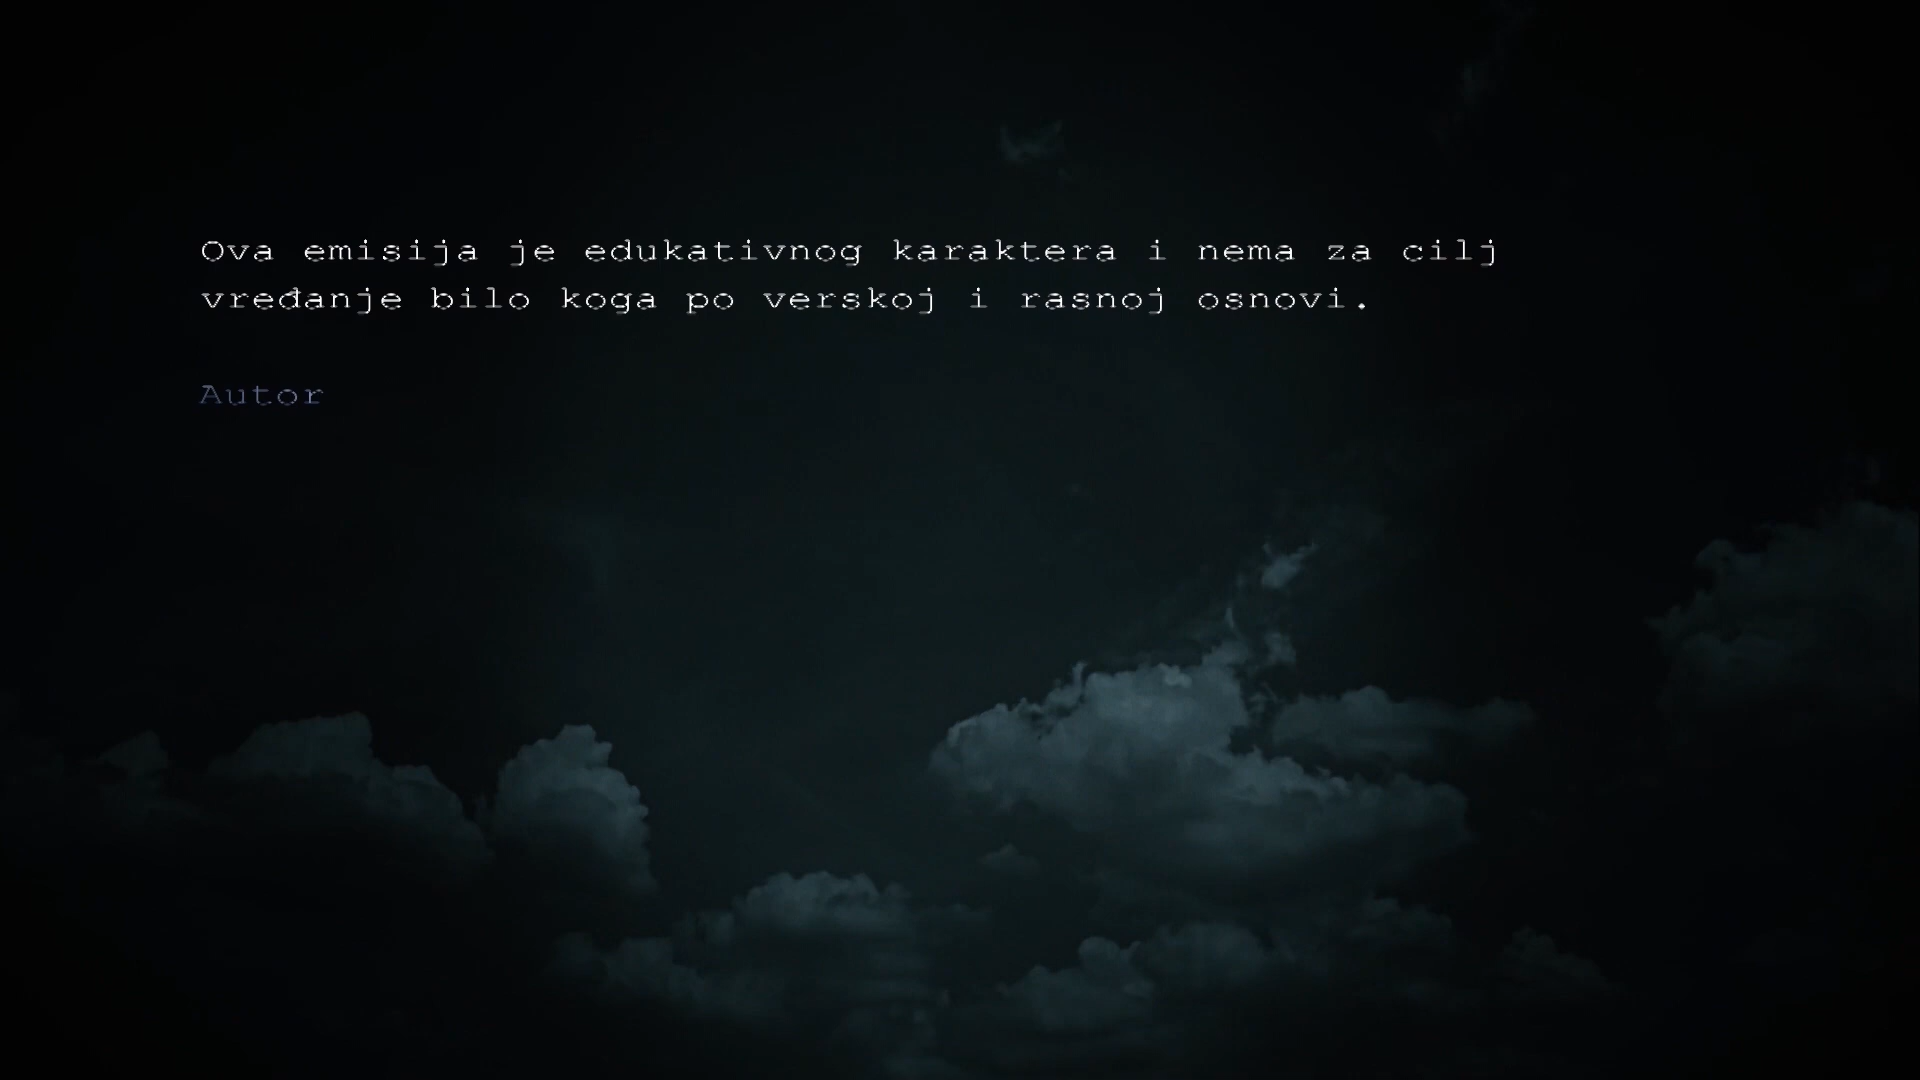 Ova emisija je edukativnog karaktera i nema za cilj
vređanje bilo koga po verskoj i rasnoj osnovi.
Autor